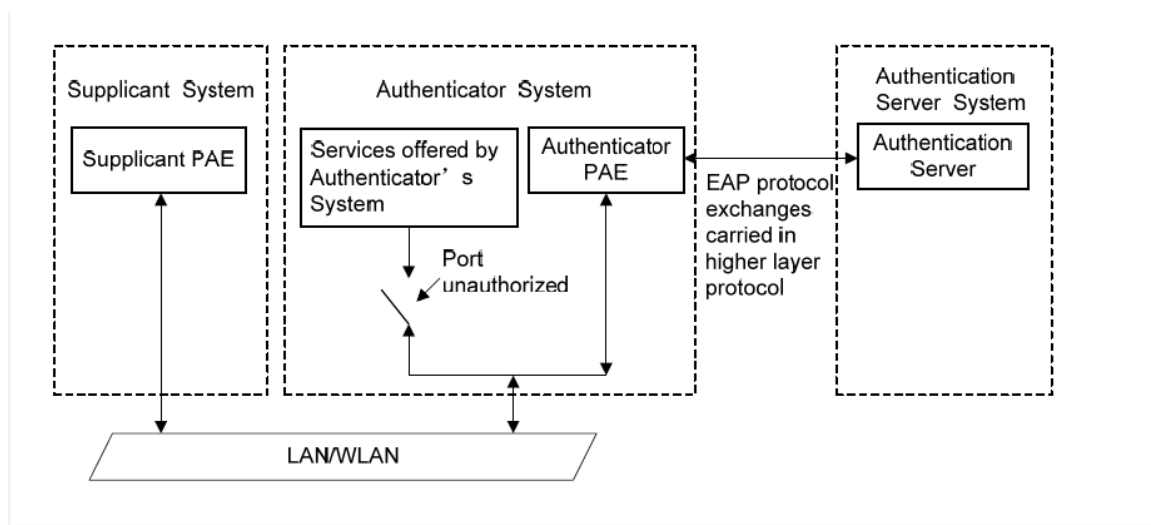 Supplicant System
Supplicant PAE
Authenticator System
Services offered by
Authenticator's
System
Authenticator
PAE
Port
unauthorized
EAP protocol
exchanges
carried in
higher layer
protocol
Authentication
Server System
Authentication
Server
LAN/WLAN